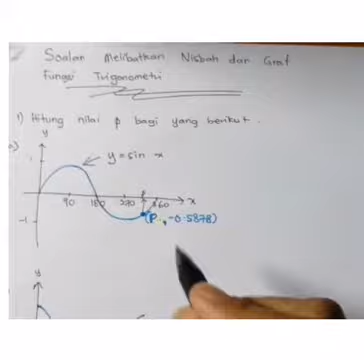 Soalan Melibatkan Nisbah dan Graf
Fungsi Trigonometri
1) Hitung nilai p bagi yang berikut.
a)
y
1
y = sin x
P
90 180 270 360 x
-1
(P, -0.5878)
y